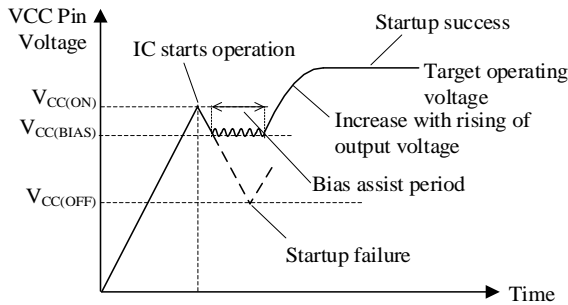 VCC Pin
Voltage
Startup success
IC starts operation
Target operating
voltage
VCC(ON)
Increase with rising of
output voltage
VCC(BIAS)
Bias assist period
VCC(OFF)
Startup failure
Time